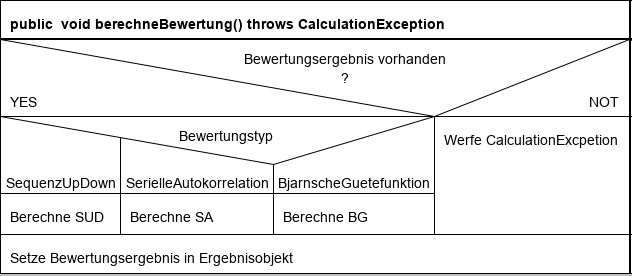 public  void berechneBewertung() throws CalculationException
Bewertungsergebnis vorhanden
?
YES
NOT
Bewertungstyp
Werfe CalculationExcpetion
SequenzUpDown
SerielleAutokorrelation
BjarnscheGuetefunktion
Berechne SUD
Berechne SA
Berechne BG
Setze Bewertungsergebnis in Ergebnisobjekt